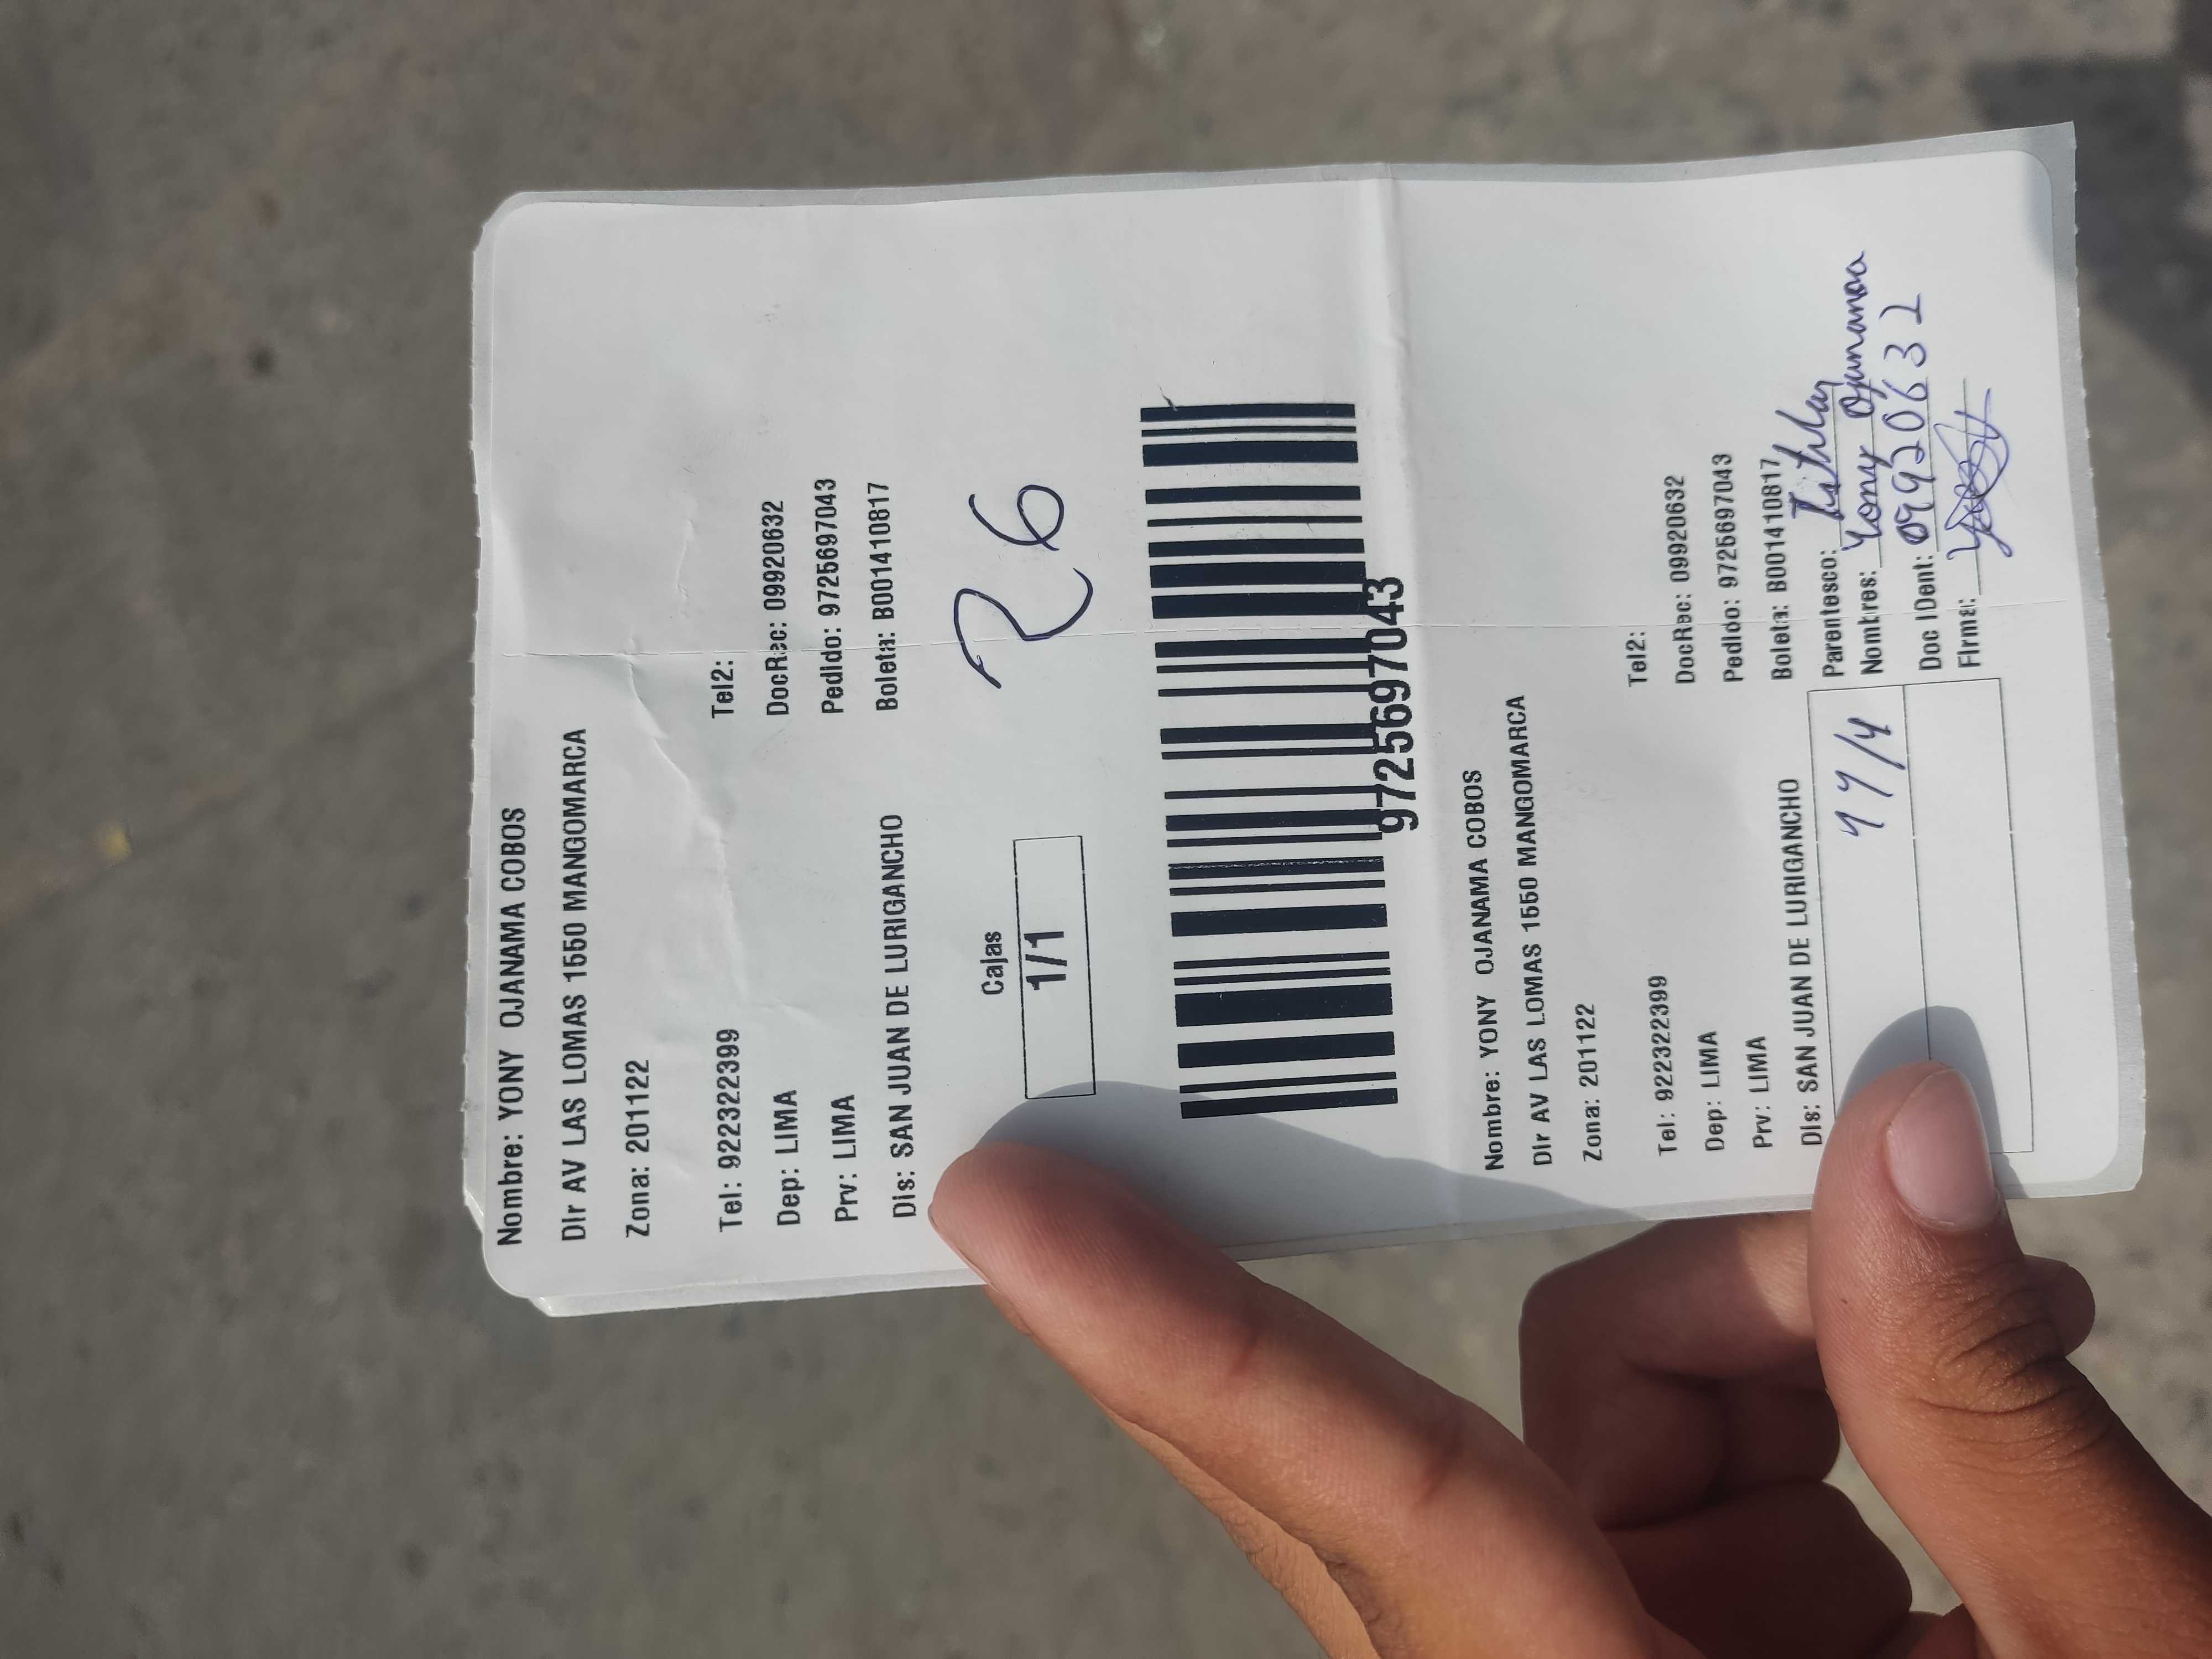 Nombre: YONY OJANAMA COBOS
Dir AV LAS LOMAS 1550 MANGOMARCA
Zona: 201122
Tel: 922322399 Tel2:
Dep: LIMA DocRec: 09920632
Prv: LIMA Pedido: 9725697043
Dis: SAN JUAN DE LURIGANCHO Boleta: B001410817
Cajas
1/1
R6
9725697043
Nombre: YONY OJANAMA COBOS
Dir AV LAS LOMAS 1550 MANGOMARCA
Zona: 201122
Tel: 922322399 Tel2:
Dep: LIMA DocRec: 09920632
Prv: LIMA Pedido: 9725697043
Dis: SAN JUAN DE LURIGANCHO Boleta: B001410817
Parentesco: Titular
Nombres: Yony Ojanama
Doc IDent: 09920632
Firma: